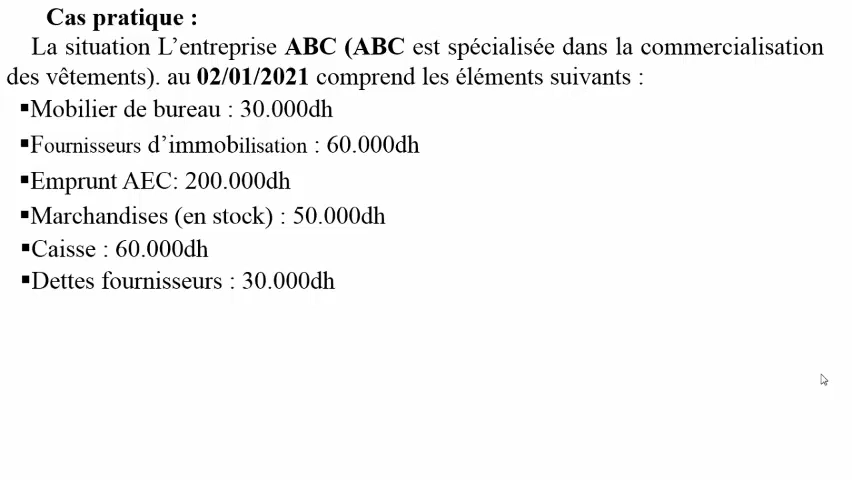 Cas pratique :
La situation L’entreprise ABC (ABC est spécialisée dans la commercialisation
des vêtements). au 02/01/2021 comprend les éléments suivants :
▪Mobilier de bureau : 30.000dh
▪Fournisseurs d’immobilisation : 60.000dh
▪Emprunt AEC: 200.000dh
▪Marchandises (en stock) : 50.000dh
▪Caisse : 60.000dh
▪Dettes fournisseurs : 30.000dh